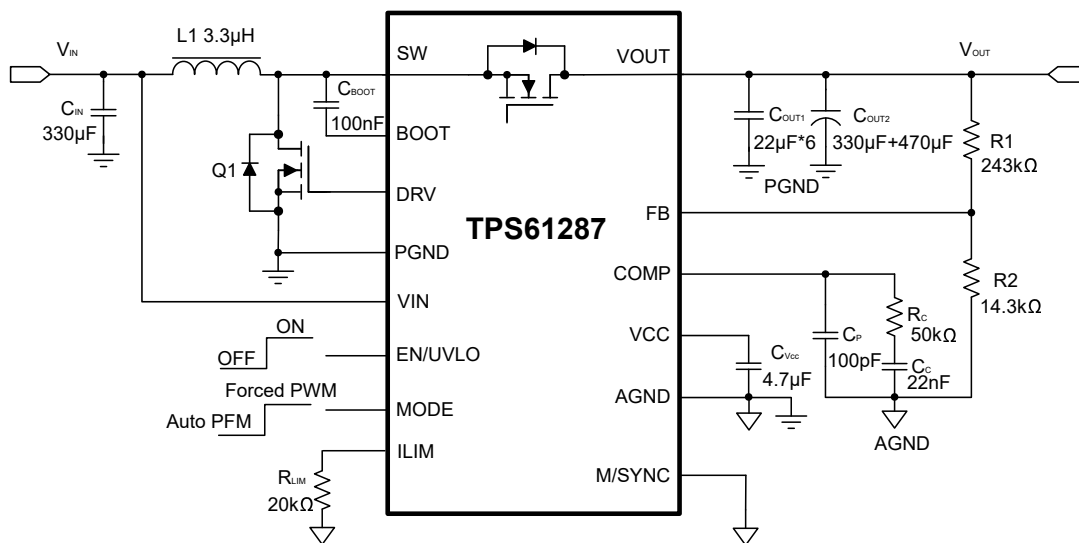 L1 3.3µH
VIN
SW
VOUT
VOUT
CIN
330µF
CBOOT
100nF
BOOT
COUT1
22µF*6
COUT2
330µF+470µF
R1
243kΩ
Q1
DRV
PGND
FB
TPS61287
PGND
COMP
R2
14.3kΩ
VIN
RC
50kΩ
ON
OFF
EN/UVLO
VCC
CP
100pF
CVcc
4.7µF
CC
22nF
Forced PWM
Auto PFM
MODE
AGND
AGND
ILIM
RLIM
20kΩ
M/SYNC